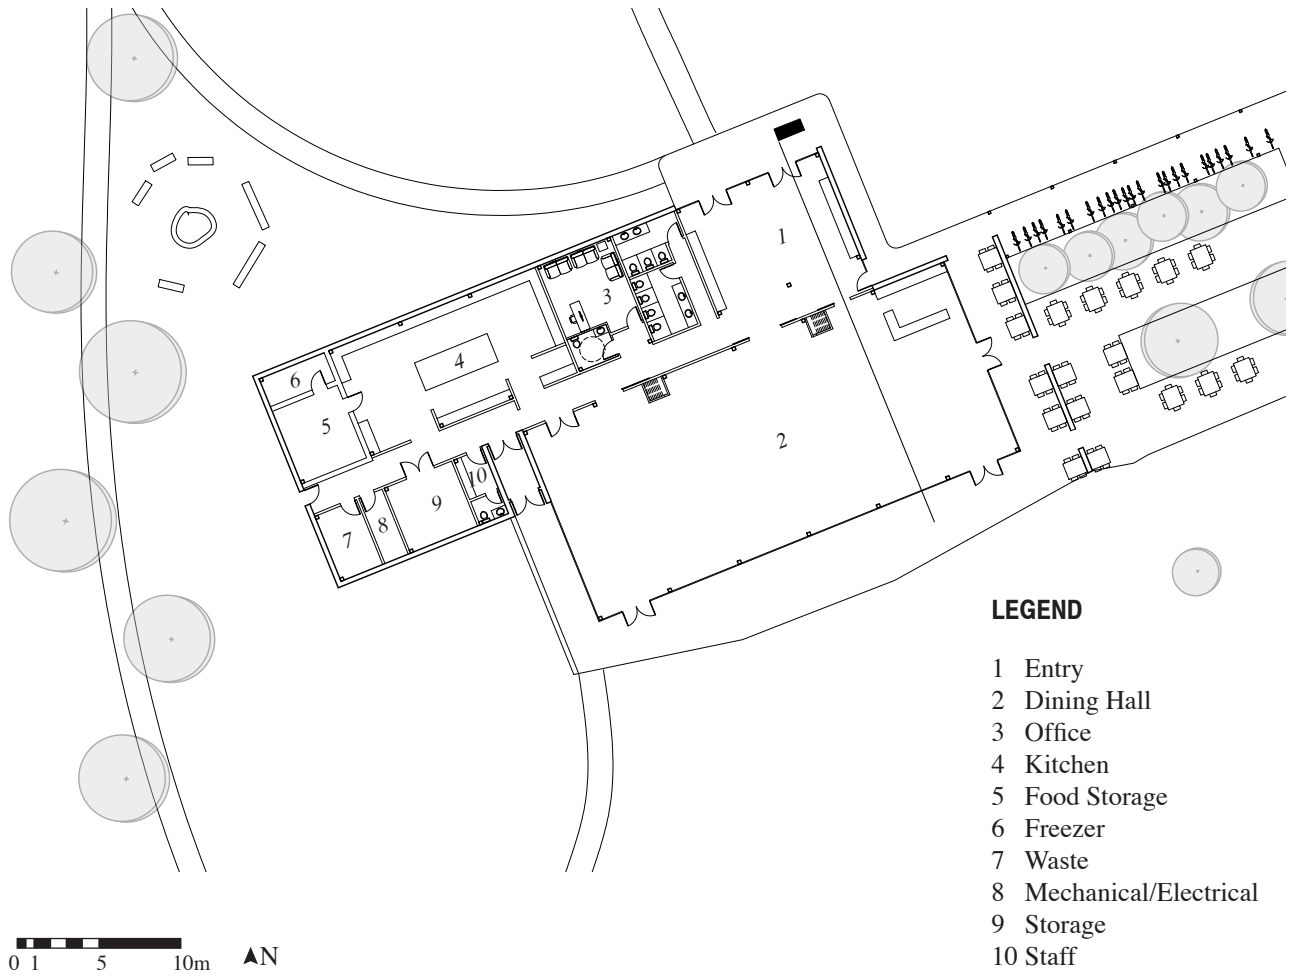 1
3
4
6
5
2
10
9
8
7
LEGEND
1 Entry
2 Dining Hall
3 Office
4 Kitchen
5 Food Storage
6 Freezer
7 Waste
8 Mechanical/Electrical
9 Storage
10 Staff
0 1 5 10m
N